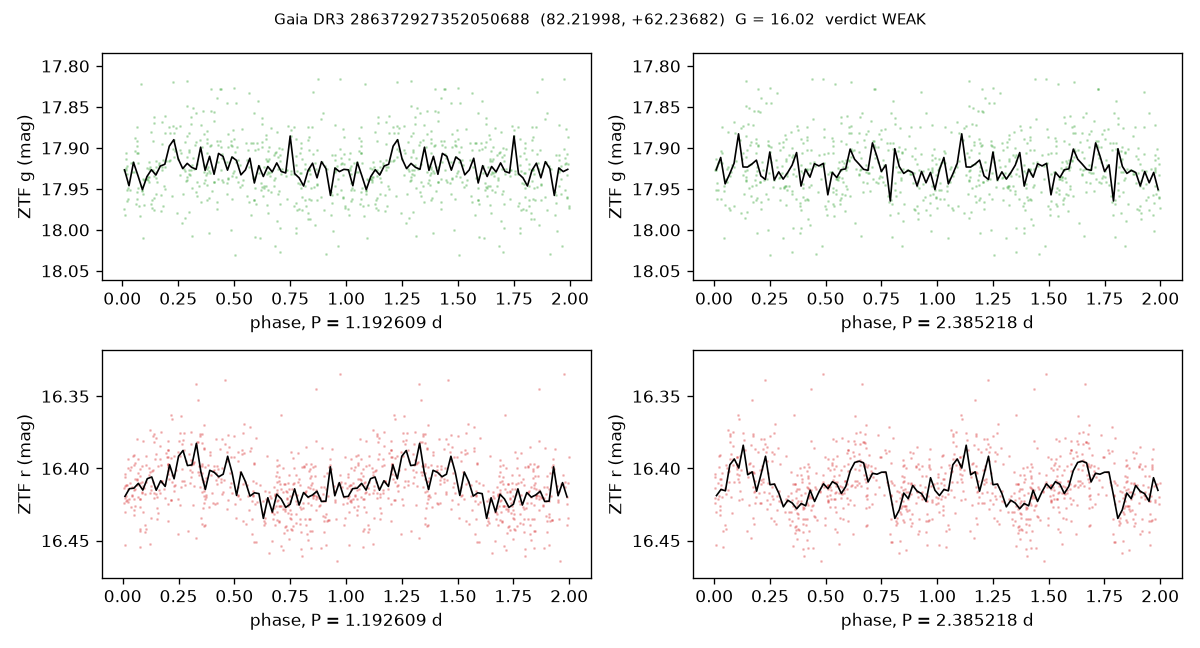 Gaia DR3 286372927352050688 (82.21998, +62.23682) G = 16.02 verdict WEAK
ZTF g (mag)
17.80
17.85
17.90
17.95
18.00
18.05
0.00 0.25 0.50 0.75 1.00 1.25 1.50 1.75 2.00
phase, P = 1.192609 d
ZTF g (mag)
17.80
17.85
17.90
17.95
18.00
18.05
0.00 0.25 0.50 0.75 1.00 1.25 1.50 1.75 2.00
phase, P = 2.385218 d
ZTF r (mag)
16.35
16.40
16.45
0.00 0.25 0.50 0.75 1.00 1.25 1.50 1.75 2.00
phase, P = 1.192609 d
ZTF r (mag)
16.35
16.40
16.45
0.00 0.25 0.50 0.75 1.00 1.25 1.50 1.75 2.00
phase, P = 2.385218 d